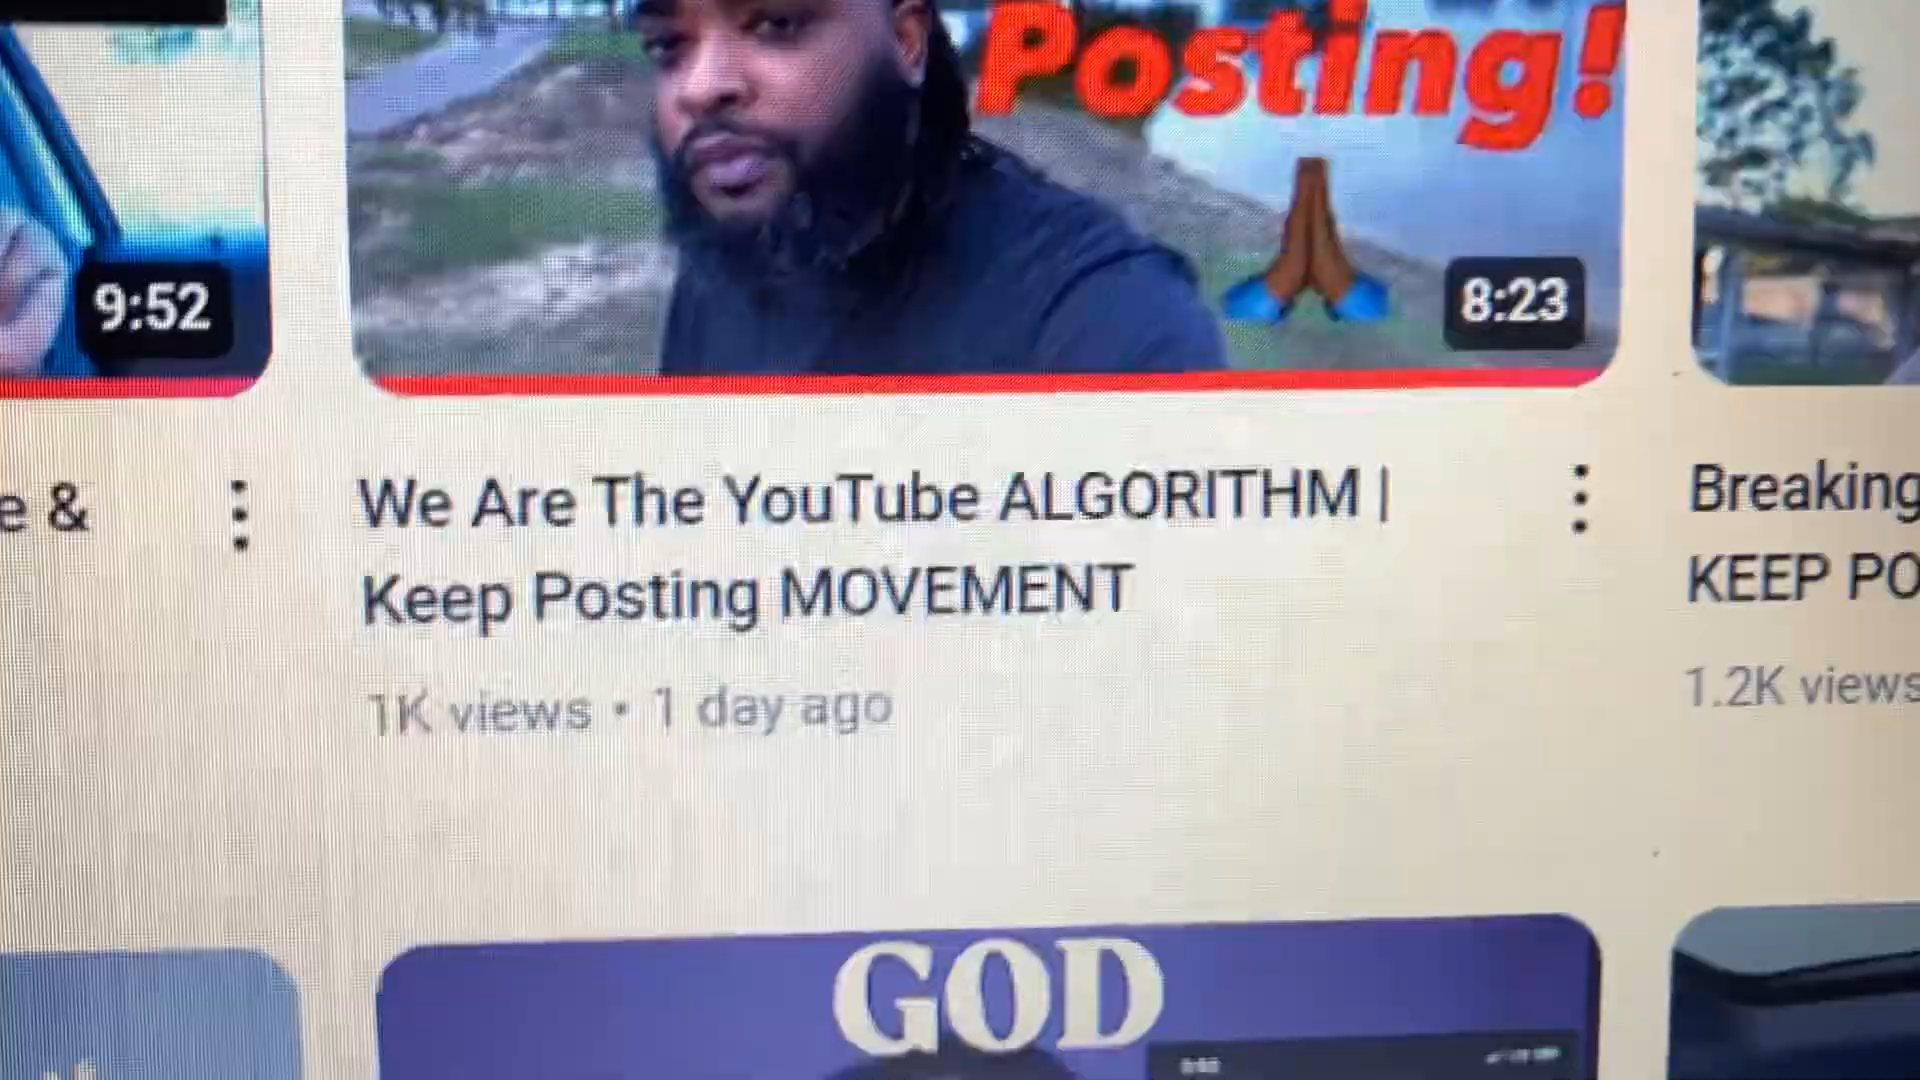 Posting!
9:52
8:23
e &
We Are The YouTube ALGORITHM |
Keep Posting MOVEMENT
1K views • 1 day ago
Breaking
KEEP PO
1.2K views
GOD